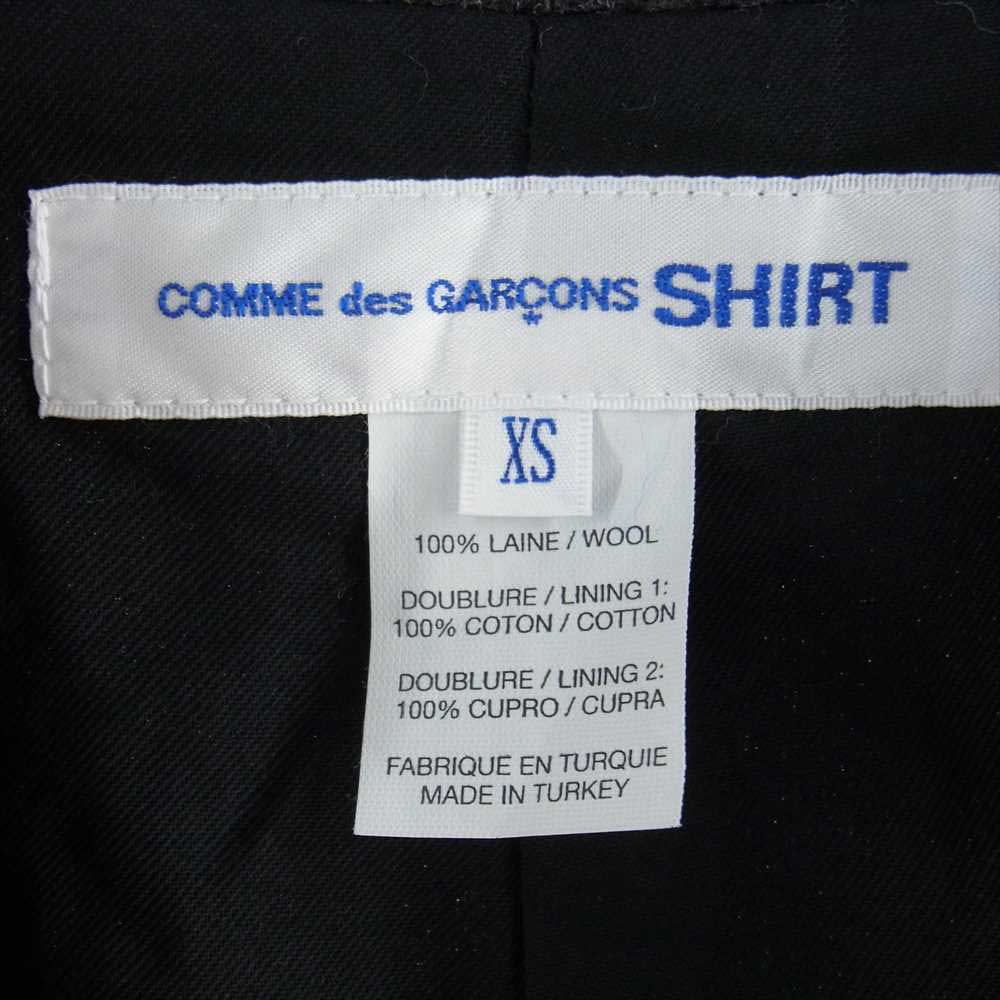 COMME des GARÇONS SHIRT
XS
100% LAINE / WOOL
DOUBLURE / LINING 1:
100% COTON / COTTON
DOUBLURE / LINING 2:
100% CUPRO / CUPRA
FABRIQUE EN TURQUIE
MADE IN TURKEY